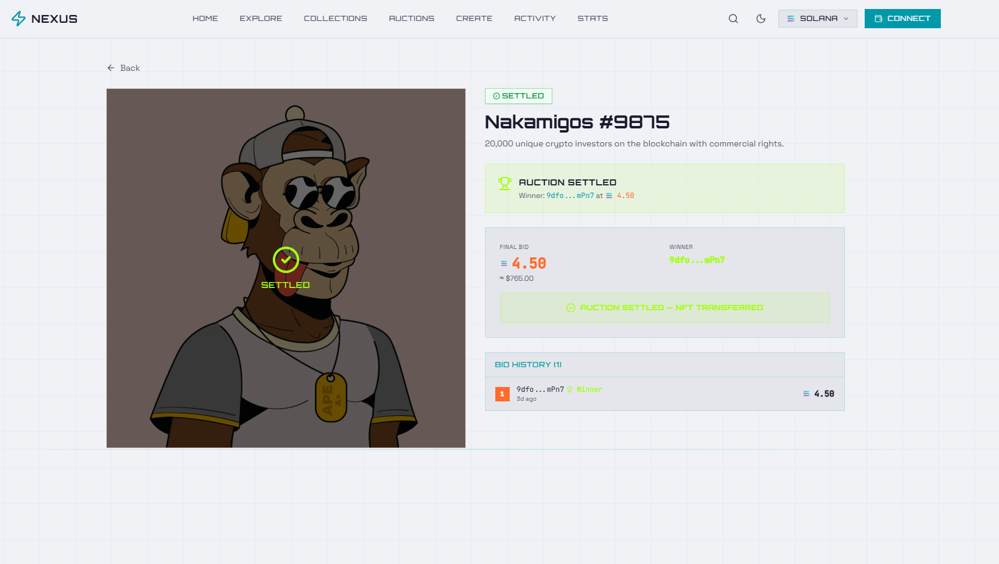 NEXUS
HOME
EXPLORE
COLLECTIONS
AUCTIONS
CREATE
ACTIVITY
STATS
SOLANA
CONNECT
Back
SETTLED
APE
A+
SETTLED
Nakamigos #9875
20,000 unique crypto investors on the blockchain with commercial rights.
AUCTION SETTLED
Winner: 9dfo...mPn7 at 4.50
FINAL BID
4.50
≈ $765.00
WINNER
9dfo...mPn7
AUCTION SETTLED — NFT TRANSFERRED
BID HISTORY (1)
1
9dfo...mPn7 Winner
3d ago
4.50